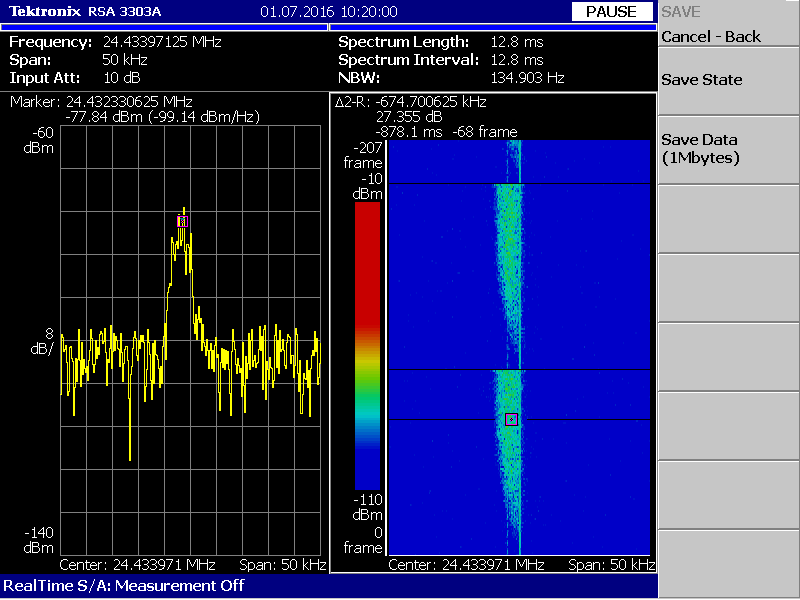 Tektronix RSA 3303A 01.07.2016 10:20:00 PAUSE SAVE
Cancel - Back
Frequency: 24.43397125 MHz
Span: 50 kHz
Input Att: 10 dB
Spectrum Length: 12.8 ms
Spectrum Interval: 12.8 ms
NBW: 134.903 Hz
Save State
Save Data
(1Mbytes)
Marker: 24.432330625 MHz
-77.84 dBm (-99.14 dBm/Hz)
-60
dBm
8
dB/
-140
dBm
Center: 24.433971 MHz Span: 50 kHz
Δ2-R: -674.700625 kHz
27.355 dB
-878.1 ms -68 frame
-207
frame
-10
dBm
-110
dBm
0
frame
Center: 24.433971 MHz Span: 50 kHz
RealTime S/A: Measurement Off